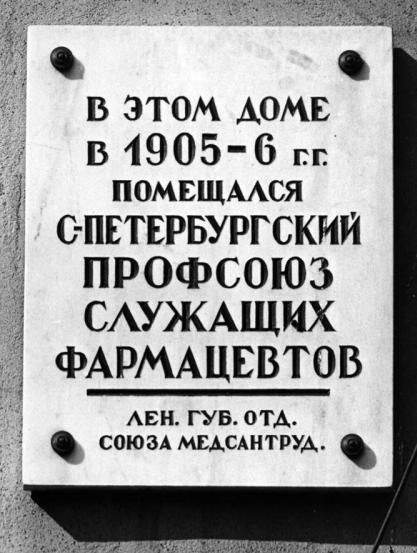 В ЭТОМ ДОМЕ
В 1905-6 Г.Г.
ПОМЕЩАЛСЯ
С-ПЕТЕРБУРГСКИЙ
ПРОФСОЮЗ
СЛУЖАЩИХ
ФАРМАЦЕВТОВ
ЛЕН. ГУБ. ОТД.
СОЮЗА МЕДСАНТРУД.